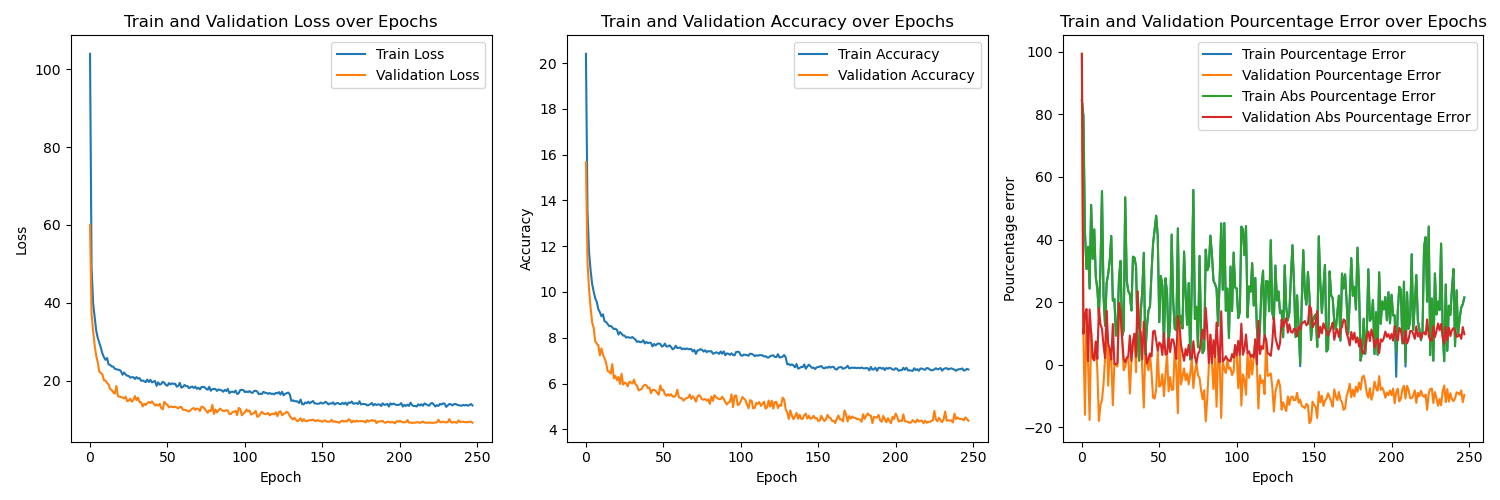 Train and Validation Loss over Epochs
Loss
100
80
60
40
20
0 50 100 150 200 250
Epoch
Train Loss
Validation Loss
Train and Validation Accuracy over Epochs
Accuracy
20
18
16
14
12
10
8
6
4
0 50 100 150 200 250
Epoch
Train Accuracy
Validation Accuracy
Train and Validation Pourcentage Error over Epochs
Pourcentage error
100
80
60
40
20
0
−20
0 50 100 150 200 250
Epoch
Train Pourcentage Error
Validation Pourcentage Error
Train Abs Pourcentage Error
Validation Abs Pourcentage Error